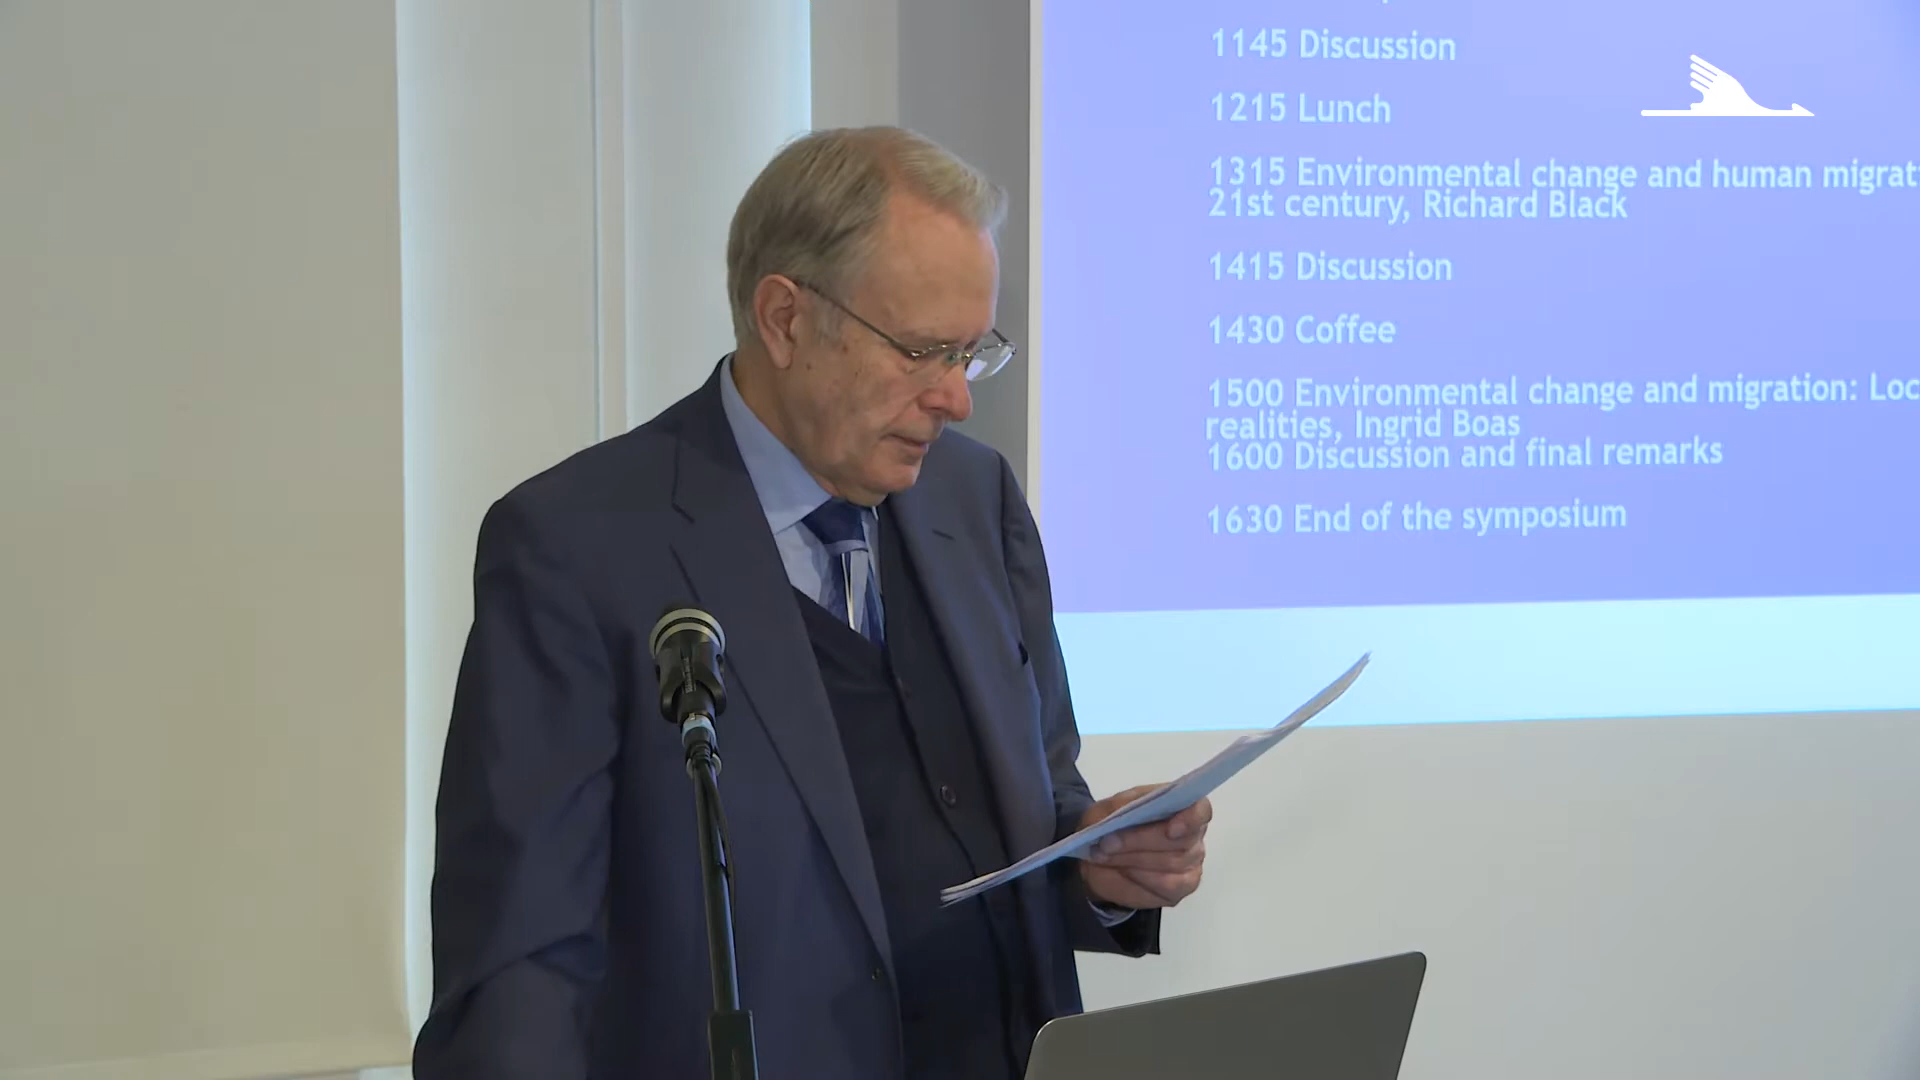 1145 Discussion
1215 Lunch
1315 Environmental change and human migrat
21st century, Richard Black
1415 Discussion
1430 Coffee
1500 Environmental change and migration: Loc
realities, Ingrid Boas
1600 Discussion and final remarks
1630 End of the symposium